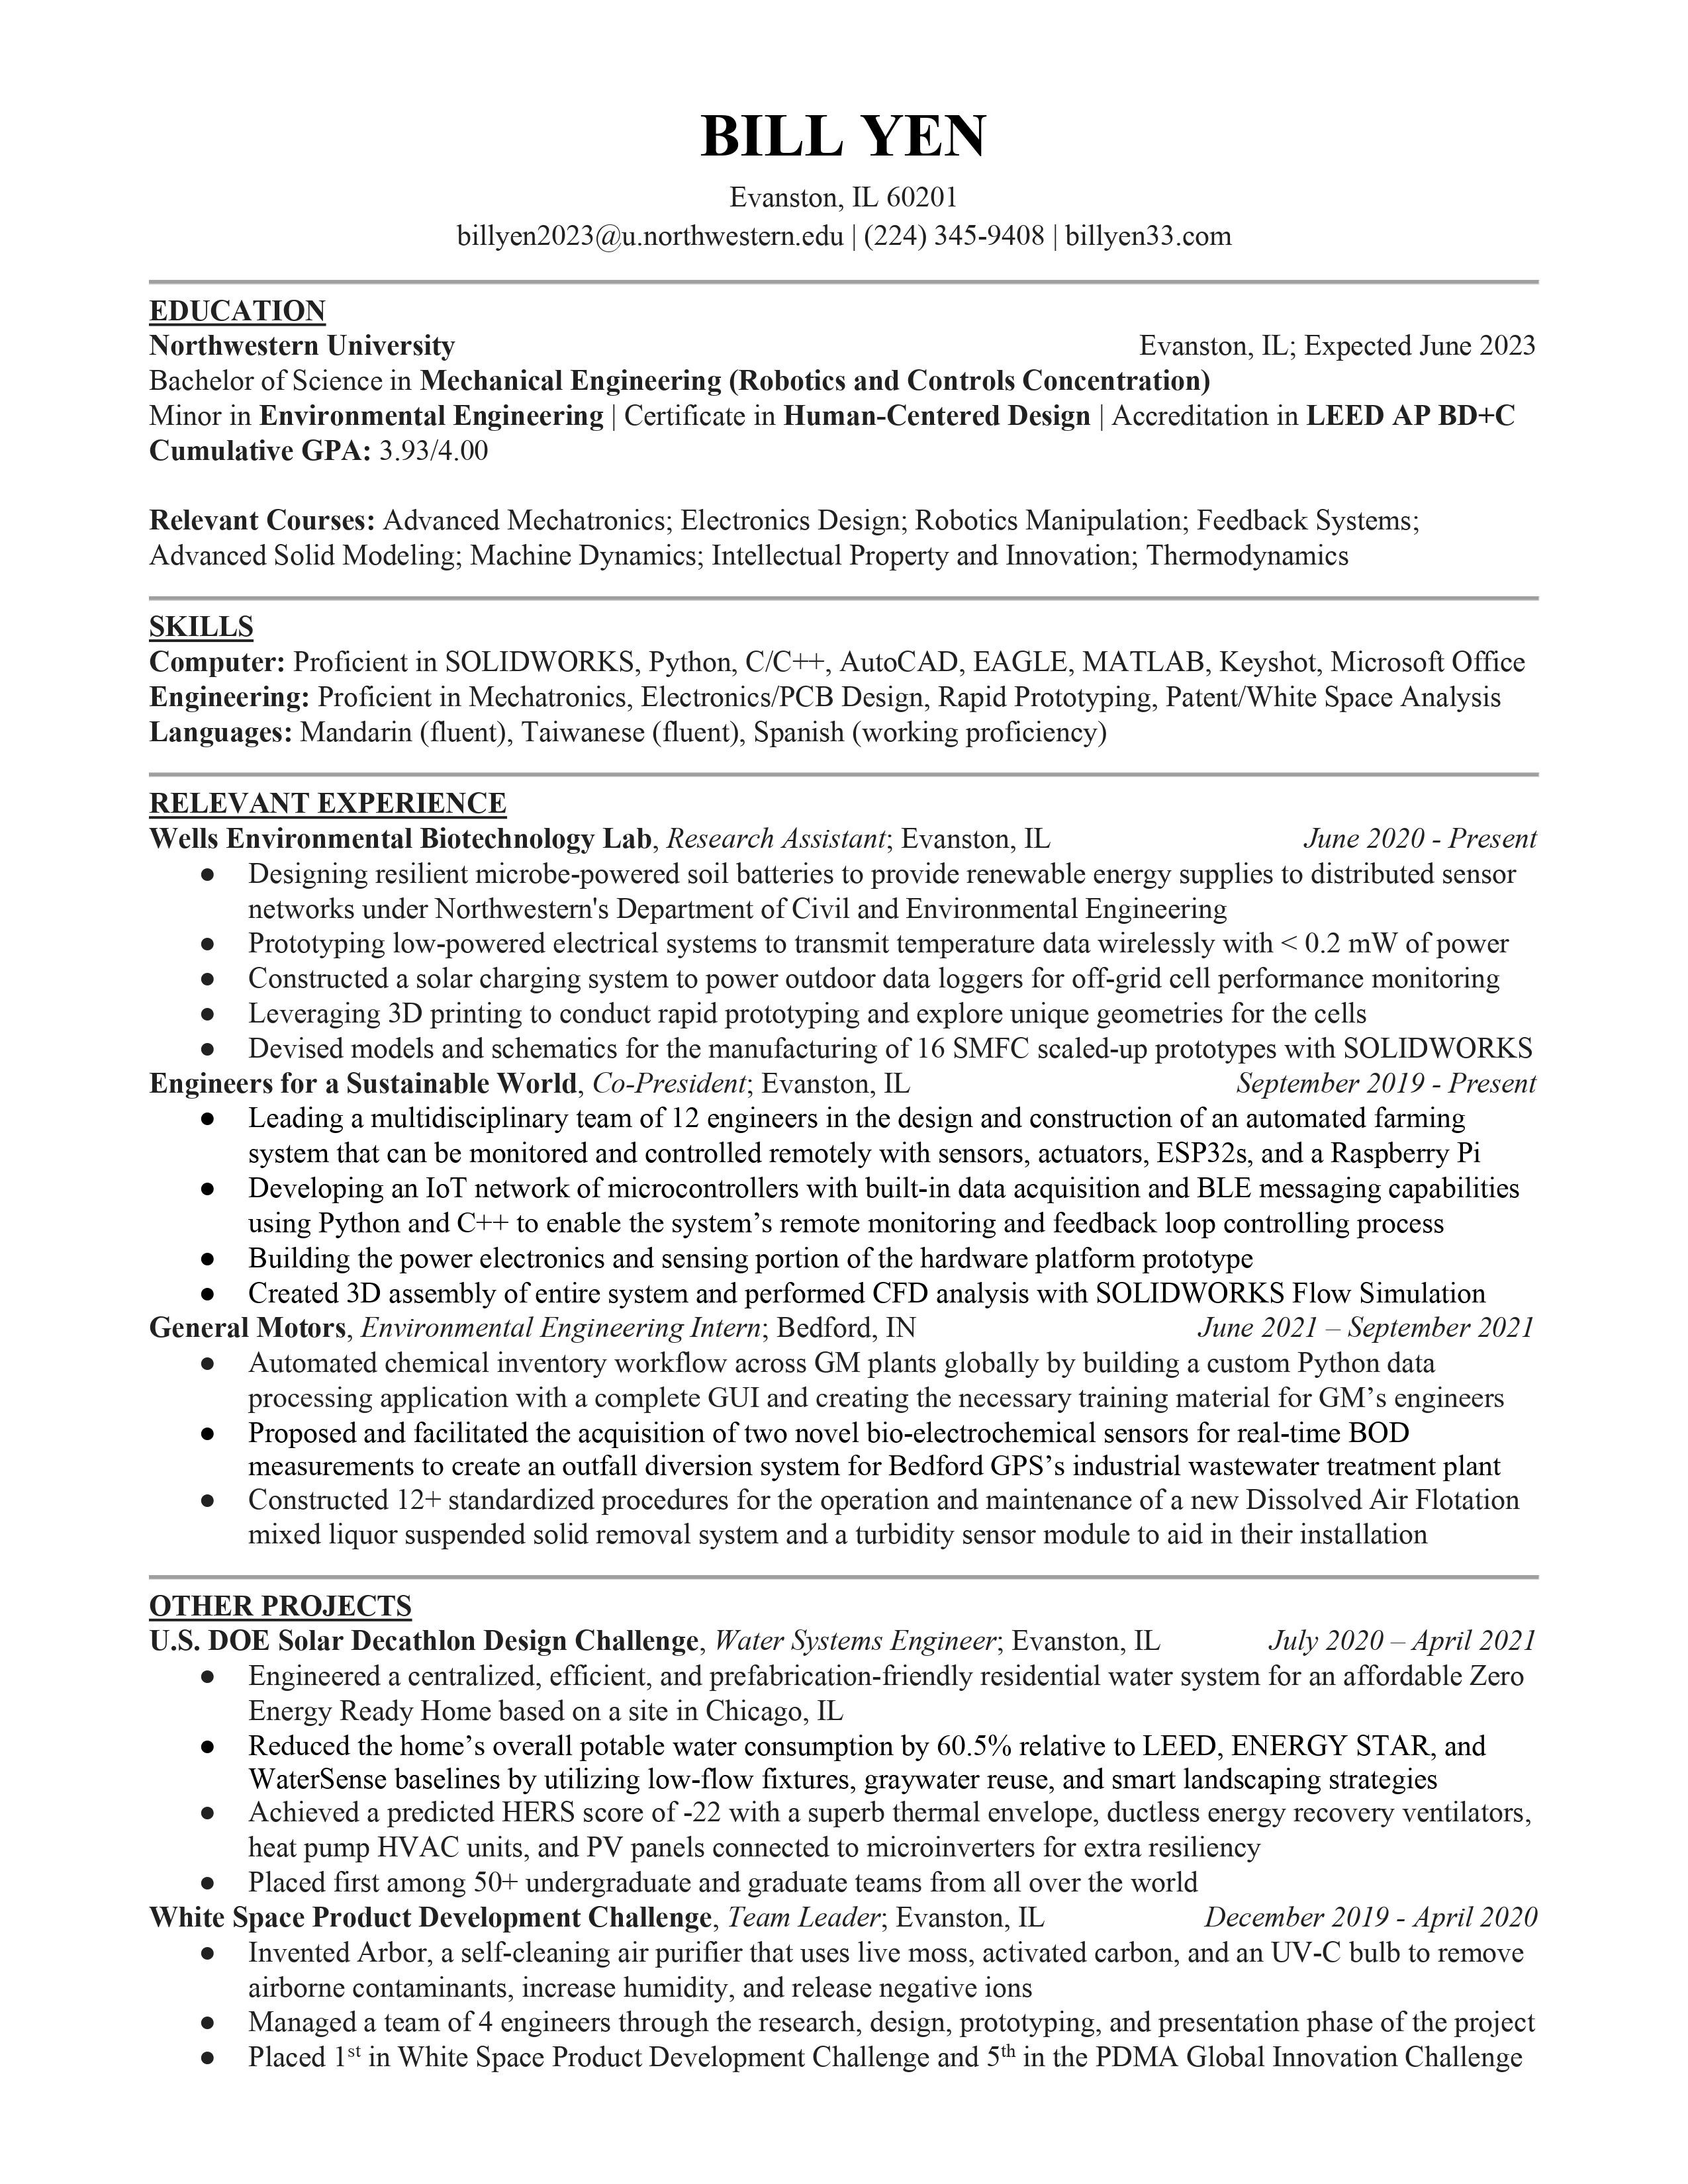 BILL YEN
Evanston, IL 60201
billyen2023@u.northwestern.edu | (224) 345-9408 | billyen33.com
EDUCATION
Northwestern University Evanston, IL; Expected June 2023
Bachelor of Science in Mechanical Engineering (Robotics and Controls Concentration)
Minor in Environmental Engineering | Certificate in Human-Centered Design | Accreditation in LEED AP BD+C
Cumulative GPA: 3.93/4.00
Relevant Courses: Advanced Mechatronics; Electronics Design; Robotics Manipulation; Feedback Systems;
Advanced Solid Modeling; Machine Dynamics; Intellectual Property and Innovation; Thermodynamics
SKILLS
Computer: Proficient in SOLIDWORKS, Python, C/C++, AutoCAD, EAGLE, MATLAB, Keyshot, Microsoft Office
Engineering: Proficient in Mechatronics, Electronics/PCB Design, Rapid Prototyping, Patent/White Space Analysis
Languages: Mandarin (fluent), Taiwanese (fluent), Spanish (working proficiency)
RELEVANT EXPERIENCE
Wells Environmental Biotechnology Lab, Research Assistant; Evanston, IL June 2020 - Present
● Designing resilient microbe-powered soil batteries to provide renewable energy supplies to distributed sensor
networks under Northwestern's Department of Civil and Environmental Engineering
● Prototyping low-powered electrical systems to transmit temperature data wirelessly with < 0.2 mW of power
● Constructed a solar charging system to power outdoor data loggers for off-grid cell performance monitoring
● Leveraging 3D printing to conduct rapid prototyping and explore unique geometries for the cells
● Devised models and schematics for the manufacturing of 16 SMFC scaled-up prototypes with SOLIDWORKS
Engineers for a Sustainable World, Co-President; Evanston, IL September 2019 - Present
● Leading a multidisciplinary team of 12 engineers in the design and construction of an automated farming
system that can be monitored and controlled remotely with sensors, actuators, ESP32s, and a Raspberry Pi
● Developing an IoT network of microcontrollers with built-in data acquisition and BLE messaging capabilities
using Python and C++ to enable the system’s remote monitoring and feedback loop controlling process
● Building the power electronics and sensing portion of the hardware platform prototype
● Created 3D assembly of entire system and performed CFD analysis with SOLIDWORKS Flow Simulation
General Motors, Environmental Engineering Intern; Bedford, IN June 2021 – September 2021
● Automated chemical inventory workflow across GM plants globally by building a custom Python data
processing application with a complete GUI and creating the necessary training material for GM’s engineers
● Proposed and facilitated the acquisition of two novel bio-electrochemical sensors for real-time BOD
measurements to create an outfall diversion system for Bedford GPS’s industrial wastewater treatment plant
● Constructed 12+ standardized procedures for the operation and maintenance of a new Dissolved Air Flotation
mixed liquor suspended solid removal system and a turbidity sensor module to aid in their installation
OTHER PROJECTS
U.S. DOE Solar Decathlon Design Challenge, Water Systems Engineer; Evanston, IL July 2020 – April 2021
● Engineered a centralized, efficient, and prefabrication-friendly residential water system for an affordable Zero
Energy Ready Home based on a site in Chicago, IL
● Reduced the home’s overall potable water consumption by 60.5% relative to LEED, ENERGY STAR, and
WaterSense baselines by utilizing low-flow fixtures, graywater reuse, and smart landscaping strategies
● Achieved a predicted HERS score of -22 with a superb thermal envelope, ductless energy recovery ventilators,
heat pump HVAC units, and PV panels connected to microinverters for extra resiliency
● Placed first among 50+ undergraduate and graduate teams from all over the world
White Space Product Development Challenge, Team Leader; Evanston, IL December 2019 - April 2020
● Invented Arbor, a self-cleaning air purifier that uses live moss, activated carbon, and an UV-C bulb to remove
airborne contaminants, increase humidity, and release negative ions
● Managed a team of 4 engineers through the research, design, prototyping, and presentation phase of the project
● Placed 1st in White Space Product Development Challenge and 5th in the PDMA Global Innovation Challenge